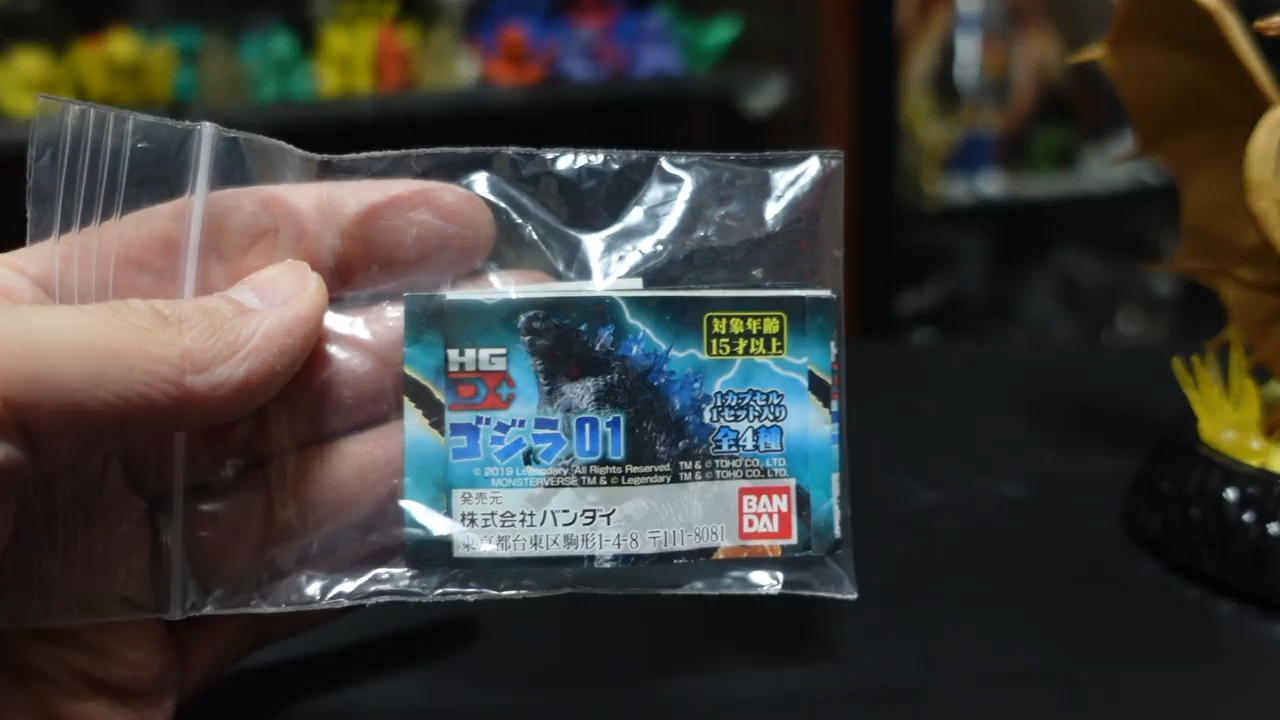 対象年齢
15才以上
HG
D+
1カプセル
1セット入り
全4種
ゴジラ 01
© 2019 Legendary. All Rights Reserved. TM & © TOHO CO., LTD.
MONSTERVERSE TM & © Legendary TM & © TOHO CO., LTD.
発売元
株式会社バンダイ
東京都台東区駒形1-4-8 〒111-8081
BAN
DAI